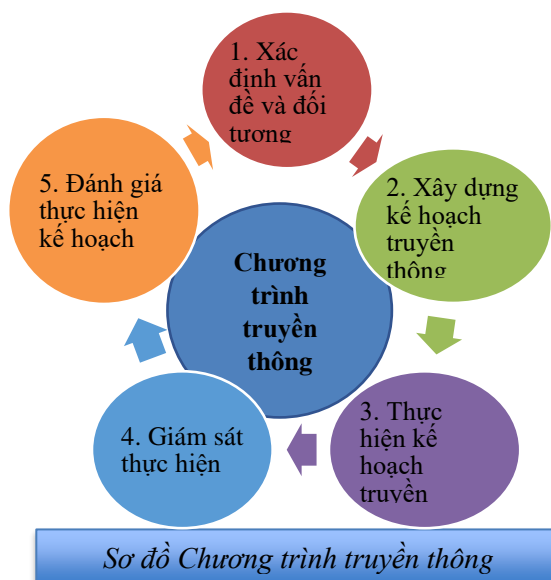 1. Xác
định vấn
đề và đối
tượng
2. Xây dựng
kế hoạch
truyền
thông
3. Thực
hiện kế
hoạch
truyền
4. Giám sát
thực hiện
5. Đánh giá
thực hiện
kế hoạch
Chương
trình
truyền
thông
Sơ đồ Chương trình truyền thông